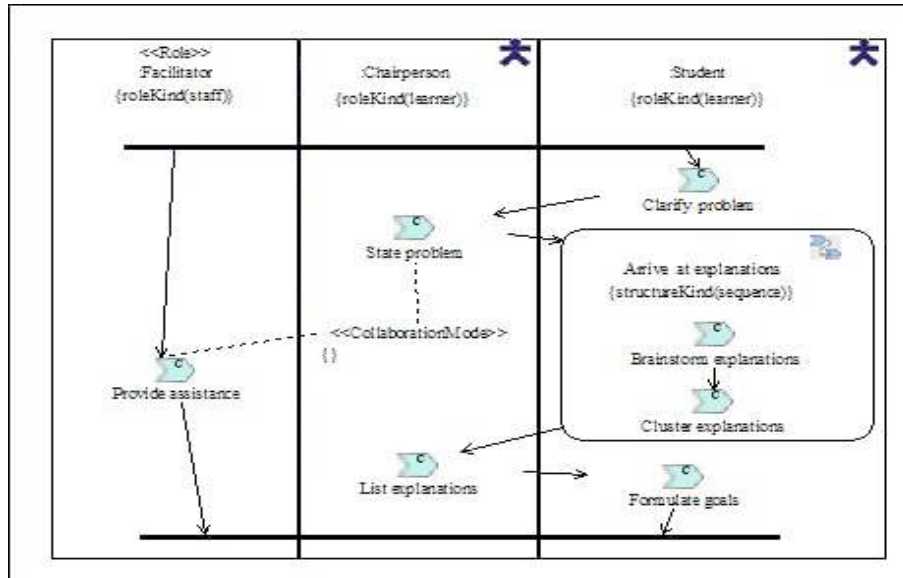 <<Role>>
:Facilitator
{roleKind(staff)}
:Chairperson
{roleKind(learner)}
:Student
{roleKind(learner)}
C
Clarify problem
C
State problem
Arrive at explanations
{structureKind(sequence)}
C
Brainstorm explanations
C
Cluster explanations
<<CollaborationMode>>
{}
C
Provide assistance
C
List explanations
C
Formulate goals